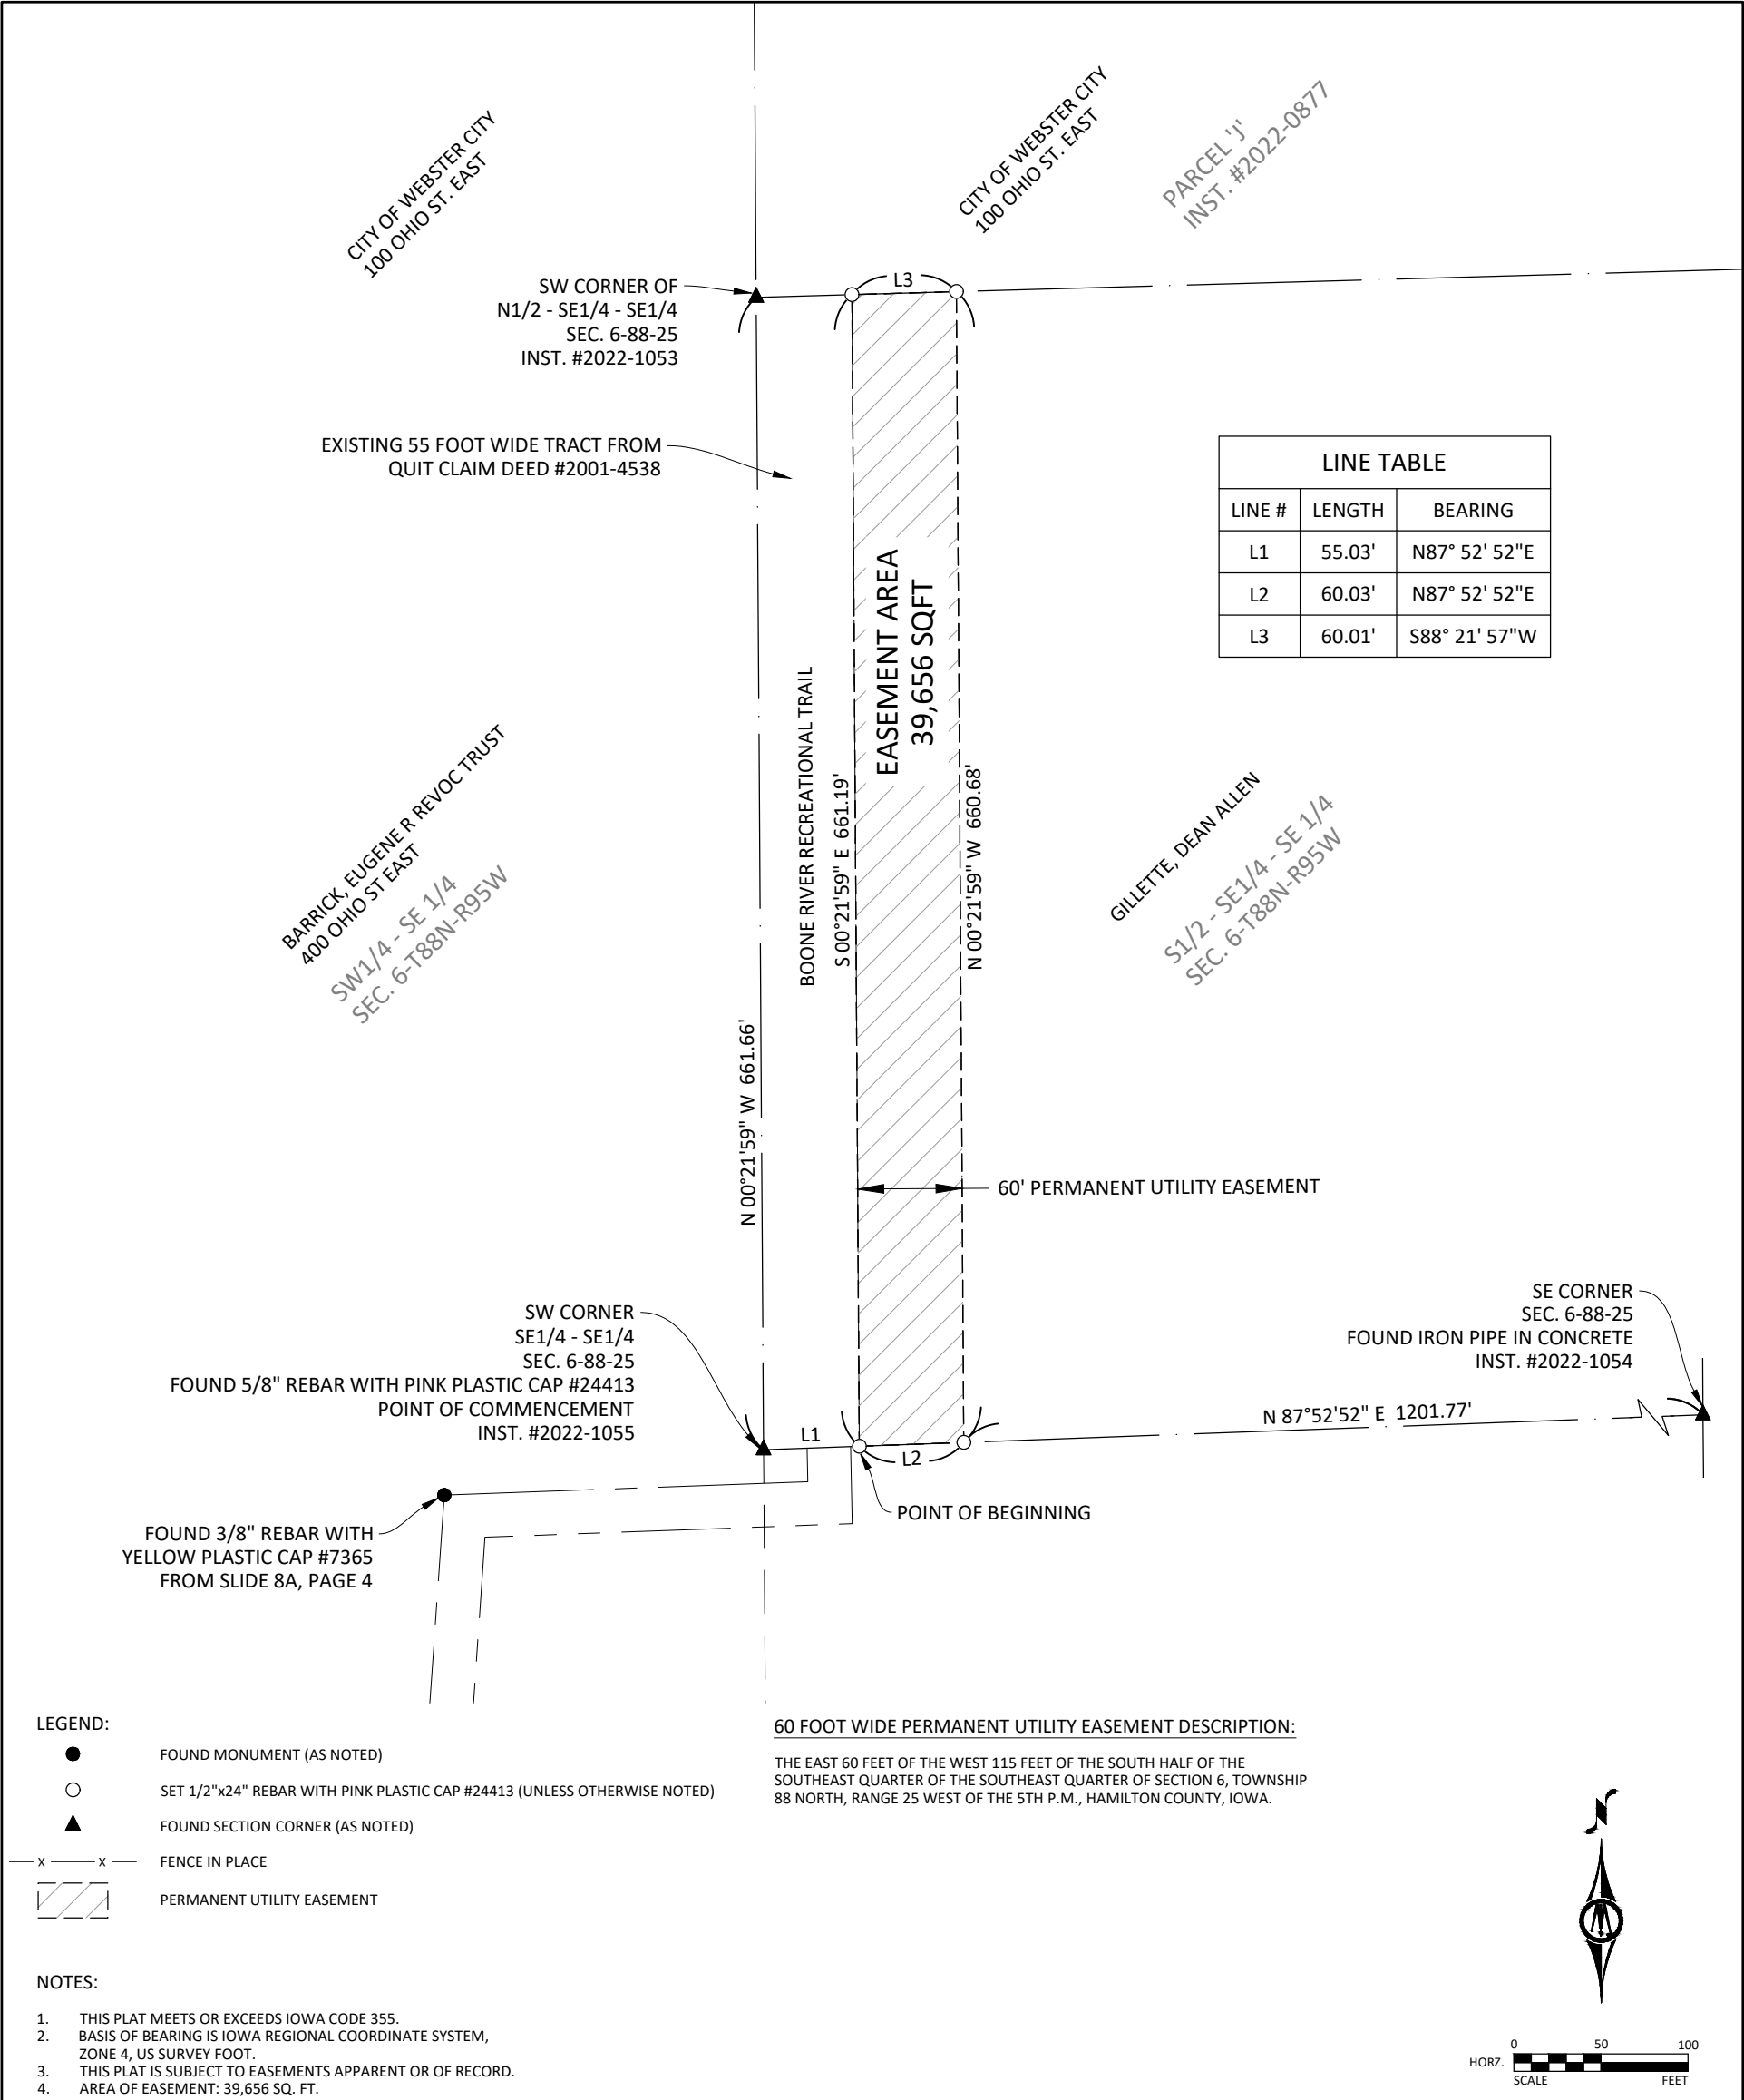 CITY OF WEBSTER CITY
100 OHIO ST. EAST
CITY OF WEBSTER CITY
100 OHIO ST. EAST
PARCEL 'J'
INST. #2022-0877
SW CORNER OF
N1/2 - SE1/4 - SE1/4
SEC. 6-88-25
INST. #2022-1053
L3
EXISTING 55 FOOT WIDE TRACT FROM
QUIT CLAIM DEED #2001-4538
LINE TABLE
LINE # LENGTH BEARING
L1 55.03' N87° 52' 52"E
L2 60.03' N87° 52' 52"E
L3 60.01' S88° 21' 57"W
EASEMENT AREA
39,656 SQFT
BOONE RIVER RECREATIONAL TRAIL
S 00°21'59" E 661.19'
N 00°21'59" W 660.68'
BARRICK, EUGENE R REVOC TRUST
400 OHIO ST EAST
SW1/4 - SE 1/4
SEC. 6-T88N-R95W
GILLETTE, DEAN ALLEN
S1/2 - SE1/4 - SE 1/4
SEC. 6-T88N-R95W
N 00°21'59" W 661.66'
60' PERMANENT UTILITY EASEMENT
SW CORNER
SE1/4 - SE1/4
SEC. 6-88-25
FOUND 5/8" REBAR WITH PINK PLASTIC CAP #24413
POINT OF COMMENCEMENT
INST. #2022-1055
SE CORNER
SEC. 6-88-25
FOUND IRON PIPE IN CONCRETE
INST. #2022-1054
N 87°52'52" E 1201.77'
L1
L2
POINT OF BEGINNING
FOUND 3/8" REBAR WITH
YELLOW PLASTIC CAP #7365
FROM SLIDE 8A, PAGE 4
LEGEND:
FOUND MONUMENT (AS NOTED)
SET 1/2"x24" REBAR WITH PINK PLASTIC CAP #24413 (UNLESS OTHERWISE NOTED)
FOUND SECTION CORNER (AS NOTED)
x x FENCE IN PLACE
PERMANENT UTILITY EASEMENT
60 FOOT WIDE PERMANENT UTILITY EASEMENT DESCRIPTION:
THE EAST 60 FEET OF THE WEST 115 FEET OF THE SOUTH HALF OF THE
SOUTHEAST QUARTER OF THE SOUTHEAST QUARTER OF SECTION 6, TOWNSHIP
88 NORTH, RANGE 25 WEST OF THE 5TH P.M., HAMILTON COUNTY, IOWA.
NOTES:
1. THIS PLAT MEETS OR EXCEEDS IOWA CODE 355.
2. BASIS OF BEARING IS IOWA REGIONAL COORDINATE SYSTEM,
ZONE 4, US SURVEY FOOT.
3. THIS PLAT IS SUBJECT TO EASEMENTS APPARENT OR OF RECORD.
4. AREA OF EASEMENT: 39,656 SQ. FT.
N
0 50 100
HORZ.
SCALE FEET